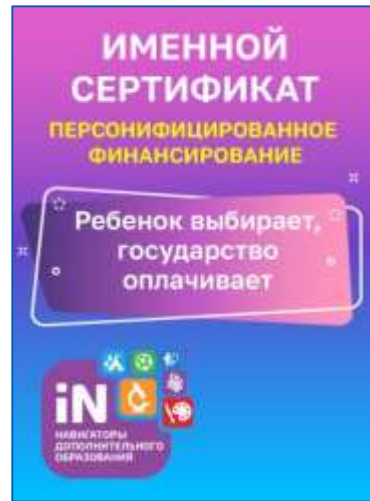 ИМЕННОЙ
СЕРТИФИКАТ
ПЕРСОНИФИЦИРОВАННОЕ
ФИНАНСИРОВАНИЕ
Ребенок выбирает,
государство
оплачивает
iN
НАВИГАТОРЫ
ДОПОЛНИТЕЛЬНОГО
ОБРАЗОВАНИЯ